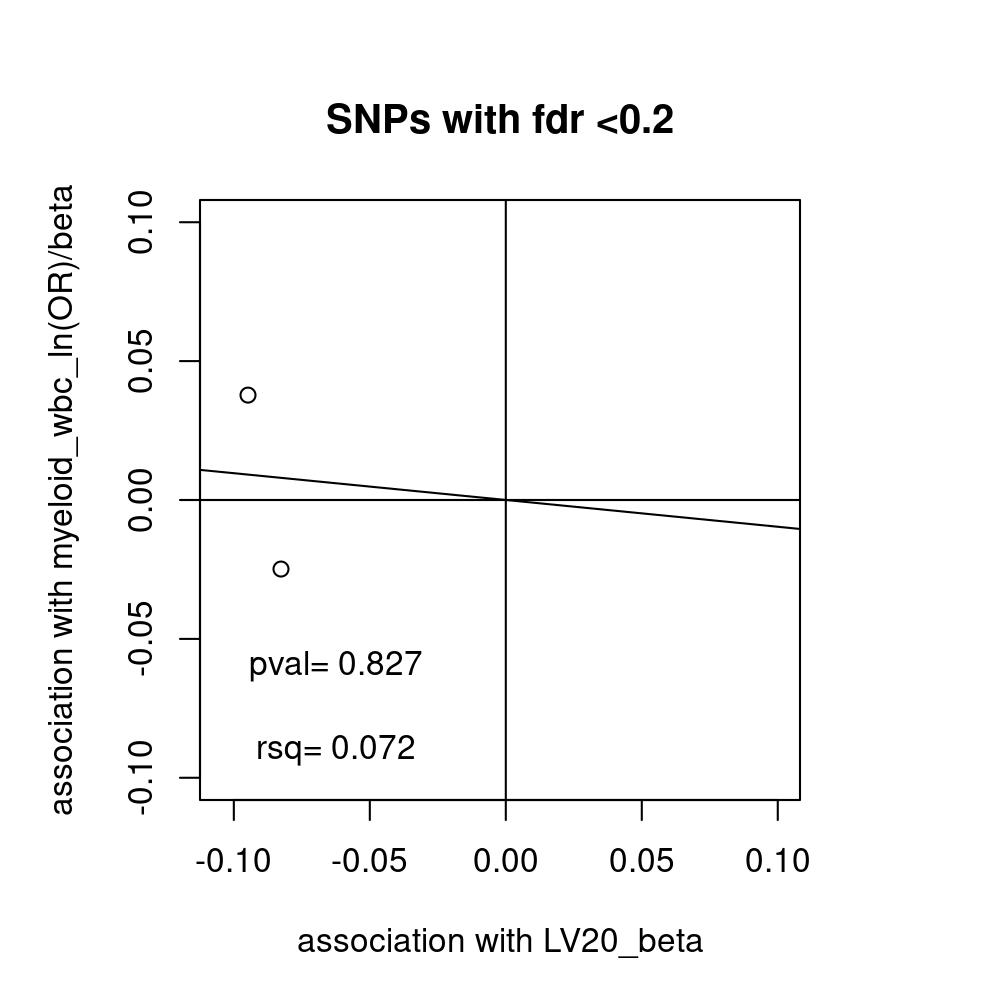 SNPs with fdr <0.2
association with myeloid_wbc_ln(OR)/beta
0.10
0.05
0.00
-0.05
-0.10
pval= 0.827
rsq= 0.072
-0.10 -0.05 0.00 0.05 0.10
association with LV20_beta